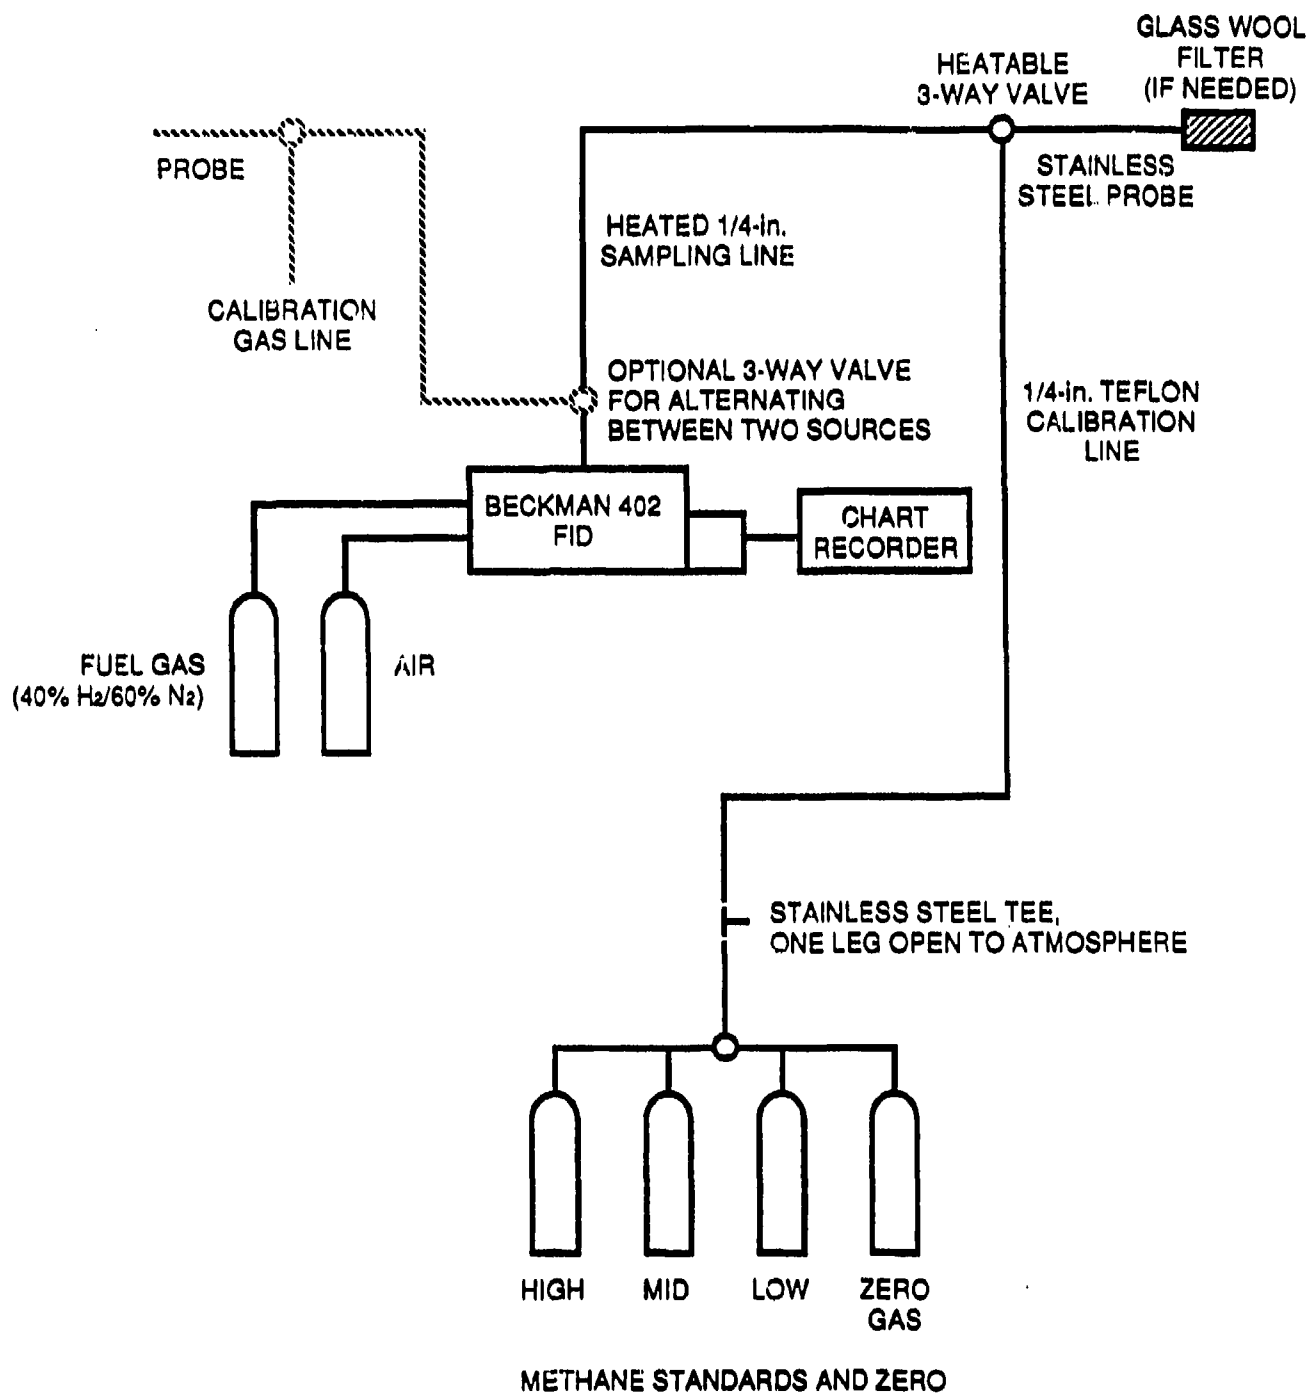 GLASS WOOL
FILTER
(IF NEEDED)
HEATABLE
3-WAY VALVE
PROBE
STAINLESS
STEEL PROBE
HEATED 1/4-in.
SAMPLING LINE
CALIBRATION
GAS LINE
OPTIONAL 3-WAY VALVE
FOR ALTERNATING
BETWEEN TWO SOURCES
1/4-in. TEFLON
CALIBRATION
LINE
BECKMAN 402
FID
CHART
RECORDER
FUEL GAS
(40% H2/60% N2)
AIR
STAINLESS STEEL TEE,
ONE LEG OPEN TO ATMOSPHERE
HIGH
MID
LOW
ZERO
GAS
METHANE STANDARDS AND ZERO